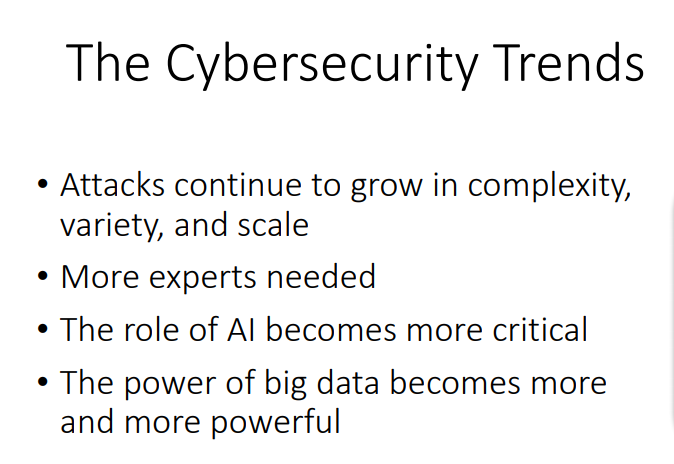 The Cybersecurity Trends
• Attacks continue to grow in complexity,
variety, and scale
• More experts needed
• The role of AI becomes more critical
• The power of big data becomes more
and more powerful